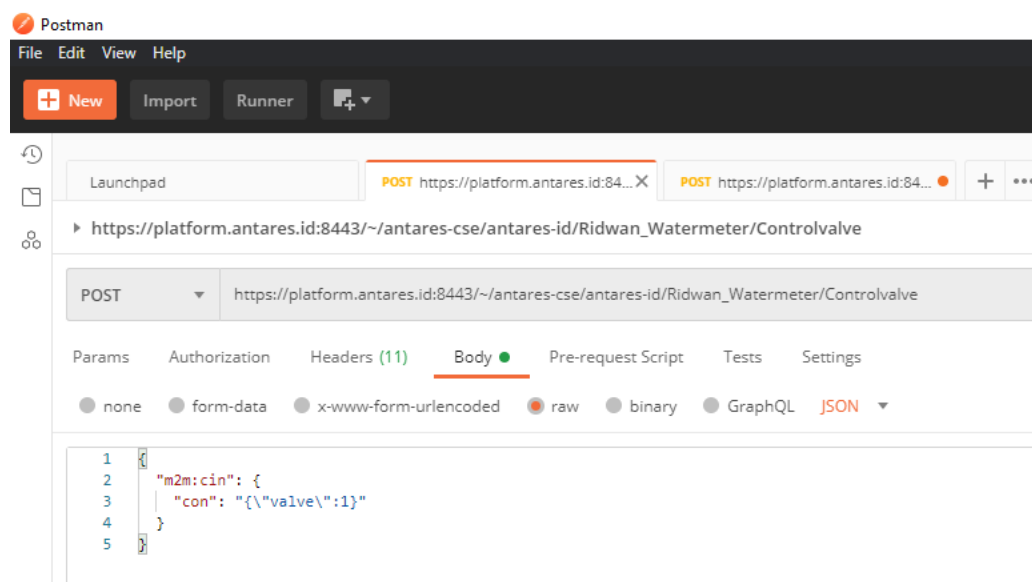 Postman
File Edit View Help
New Import Runner
Launchpad POST https://platform.antares.id:84... POST https://platform.antares.id:84...
https://platform.antares.id:8443/~/antares-cse/antares-id/Ridwan_Watermeter/Controlvalve
POST https://platform.antares.id:8443/~/antares-cse/antares-id/Ridwan_Watermeter/Controlvalve
Params Authorization Headers (11) Body Pre-request Script Tests Settings
none form-data x-www-form-urlencoded raw binary GraphQL JSON
1 {
2 "m2m:cin": {
3 "con": "{\"valve\":1}"
4 }
5 }